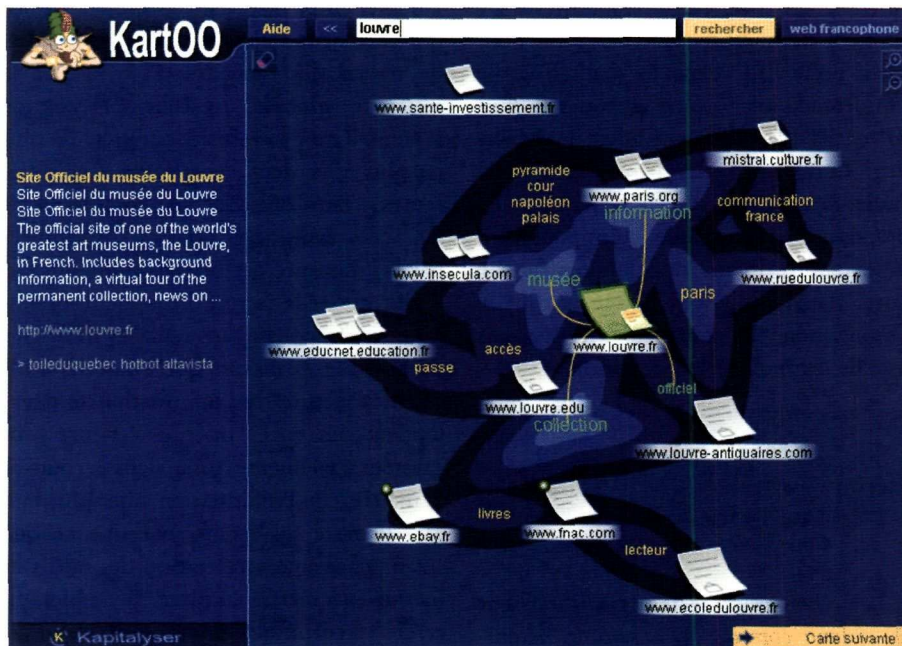 KartOO
Aide
<<
louvre
rechercher
web francophone
www.sante-investissement.fr
mistral.culture.fr
pyramide
cour
napoléon
palais
www.paris.org
information
communication
france
Site Officiel du musée du Louvre
Site Officiel du musée du Louvre
Site Officiel du musée du Louvre
The official site of one of the world's
greatest art museums, the Louvre,
in French. Includes background
information, a virtual tour of the
permanent collection, news on ...
http://www.louvre.fr
> toileduquebec hotbot altavista
www.insecula.com
musée
paris
www.ruedulouvre.fr
www.educnet.education.fr
www.louvre.fr
accès
passe
officiel
www.louvre.edu
collection
www.louvre-antiquaires.com
livres
www.ebay.fr
www.fnac.com
lecteur
www.ecoledulouvre.fr
K Kapitalyser
Carte suivante